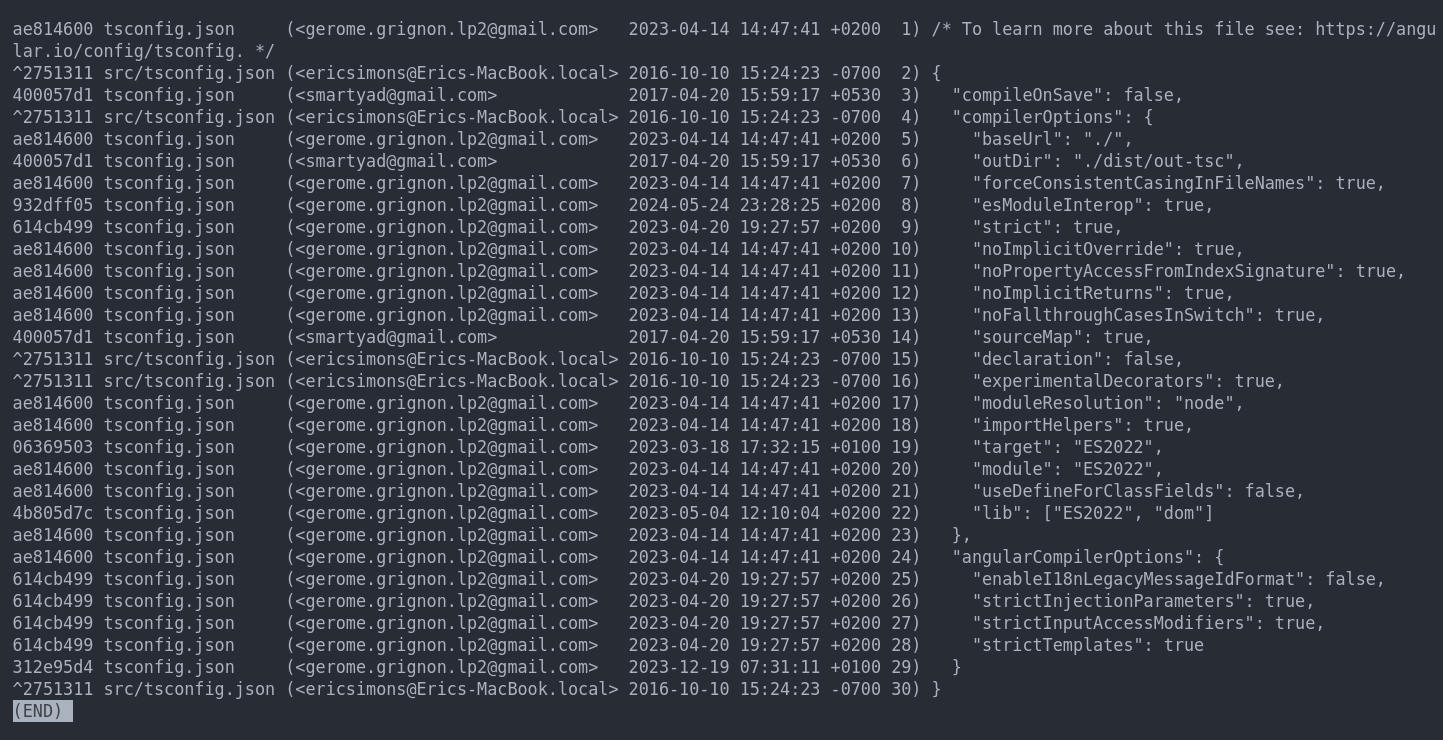 ae814600 tsconfig.json     (<gerome.grignon.lp2@gmail.com>   2023-04-14 14:47:41 +0200  1) /* To learn more about this file see: https://angu
lar.io/config/tsconfig. */
^2751311 src/tsconfig.json (<ericsimons@Erics-MacBook.local> 2016-10-10 15:24:23 -0700  2) {
400057d1 tsconfig.json     (<smartyad@gmail.com>             2017-04-20 15:59:17 +0530  3)   "compileOnSave": false,
^2751311 src/tsconfig.json (<ericsimons@Erics-MacBook.local> 2016-10-10 15:24:23 -0700  4)   "compilerOptions": {
ae814600 tsconfig.json     (<gerome.grignon.lp2@gmail.com>   2023-04-14 14:47:41 +0200  5)     "baseUrl": "./",
400057d1 tsconfig.json     (<smartyad@gmail.com>             2017-04-20 15:59:17 +0530  6)     "outDir": "./dist/out-tsc",
ae814600 tsconfig.json     (<gerome.grignon.lp2@gmail.com>   2023-04-14 14:47:41 +0200  7)     "forceConsistentCasingInFileNames": true,
932dff05 tsconfig.json     (<gerome.grignon.lp2@gmail.com>   2024-05-24 23:28:25 +0200  8)     "esModuleInterop": true,
614cb499 tsconfig.json     (<gerome.grignon.lp2@gmail.com>   2023-04-20 19:27:57 +0200  9)     "strict": true,
ae814600 tsconfig.json     (<gerome.grignon.lp2@gmail.com>   2023-04-14 14:47:41 +0200 10)     "noImplicitOverride": true,
ae814600 tsconfig.json     (<gerome.grignon.lp2@gmail.com>   2023-04-14 14:47:41 +0200 11)     "noPropertyAccessFromIndexSignature": true,
ae814600 tsconfig.json     (<gerome.grignon.lp2@gmail.com>   2023-04-14 14:47:41 +0200 12)     "noImplicitReturns": true,
ae814600 tsconfig.json     (<gerome.grignon.lp2@gmail.com>   2023-04-14 14:47:41 +0200 13)     "noFallthroughCasesInSwitch": true,
400057d1 tsconfig.json     (<smartyad@gmail.com>             2017-04-20 15:59:17 +0530 14)     "sourceMap": true,
^2751311 src/tsconfig.json (<ericsimons@Erics-MacBook.local> 2016-10-10 15:24:23 -0700 15)     "declaration": false,
^2751311 src/tsconfig.json (<ericsimons@Erics-MacBook.local> 2016-10-10 15:24:23 -0700 16)     "experimentalDecorators": true,
ae814600 tsconfig.json     (<gerome.grignon.lp2@gmail.com>   2023-04-14 14:47:41 +0200 17)     "moduleResolution": "node",
ae814600 tsconfig.json     (<gerome.grignon.lp2@gmail.com>   2023-04-14 14:47:41 +0200 18)     "importHelpers": true,
06369503 tsconfig.json     (<gerome.grignon.lp2@gmail.com>   2023-03-18 17:32:15 +0100 19)     "target": "ES2022",
ae814600 tsconfig.json     (<gerome.grignon.lp2@gmail.com>   2023-04-14 14:47:41 +0200 20)     "module": "ES2022",
ae814600 tsconfig.json     (<gerome.grignon.lp2@gmail.com>   2023-04-14 14:47:41 +0200 21)     "useDefineForClassFields": false,
4b805d7c tsconfig.json     (<gerome.grignon.lp2@gmail.com>   2023-05-04 12:10:04 +0200 22)     "lib": ["ES2022", "dom"]
ae814600 tsconfig.json     (<gerome.grignon.lp2@gmail.com>   2023-04-14 14:47:41 +0200 23)   },
ae814600 tsconfig.json     (<gerome.grignon.lp2@gmail.com>   2023-04-14 14:47:41 +0200 24)   "angularCompilerOptions": {
614cb499 tsconfig.json     (<gerome.grignon.lp2@gmail.com>   2023-04-20 19:27:57 +0200 25)     "enableI18nLegacyMessageIdFormat": false,
614cb499 tsconfig.json     (<gerome.grignon.lp2@gmail.com>   2023-04-20 19:27:57 +0200 26)     "strictInjectionParameters": true,
614cb499 tsconfig.json     (<gerome.grignon.lp2@gmail.com>   2023-04-20 19:27:57 +0200 27)     "strictInputAccessModifiers": true,
614cb499 tsconfig.json     (<gerome.grignon.lp2@gmail.com>   2023-04-20 19:27:57 +0200 28)     "strictTemplates": true
312e95d4 tsconfig.json     (<gerome.grignon.lp2@gmail.com>   2023-12-19 07:31:11 +0100 29)   }
^2751311 src/tsconfig.json (<ericsimons@Erics-MacBook.local> 2016-10-10 15:24:23 -0700 30) }
(END)